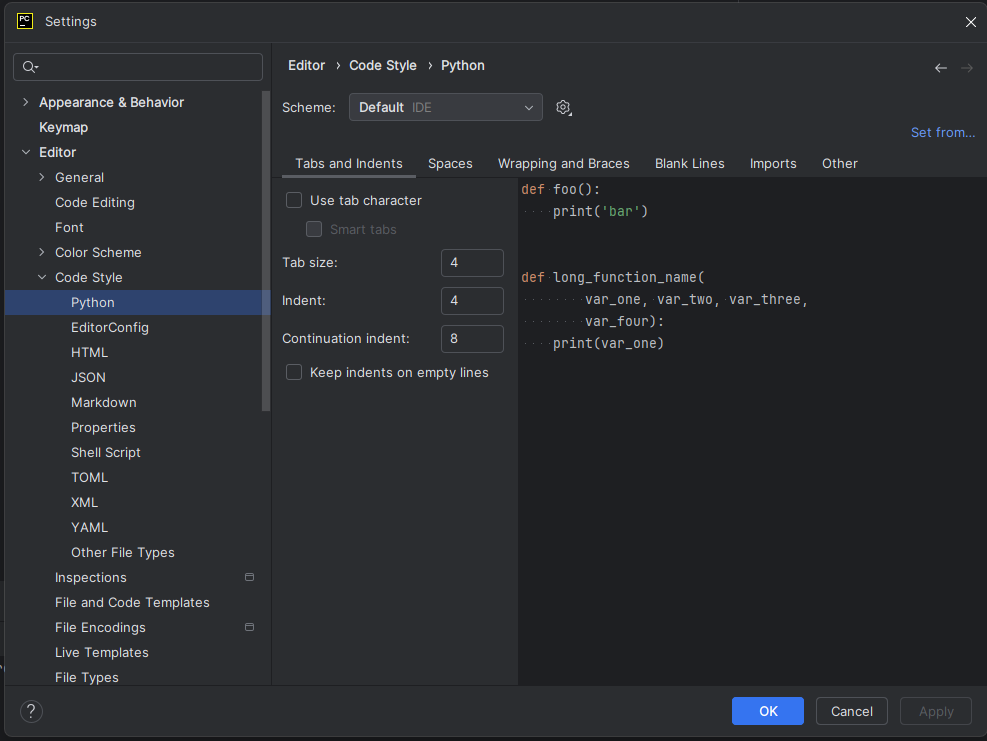 PC Settings
Editor › Code Style › Python
Scheme: Default IDE
Set from...
Appearance & Behavior
Keymap
Editor
General
Code Editing
Font
Color Scheme
Code Style
Python
EditorConfig
HTML
JSON
Markdown
Properties
Shell Script
TOML
XML
YAML
Other File Types
Inspections
File and Code Templates
File Encodings
Live Templates
File Types
Tabs and Indents Spaces Wrapping and Braces Blank Lines Imports Other
Use tab character
Smart tabs
Tab size: 4
Indent: 4
Continuation indent: 8
Keep indents on empty lines
def foo():
    print('bar')
def long_function_name(
        var_one, var_two, var_three,
        var_four):
    print(var_one)
?
OK Cancel Apply